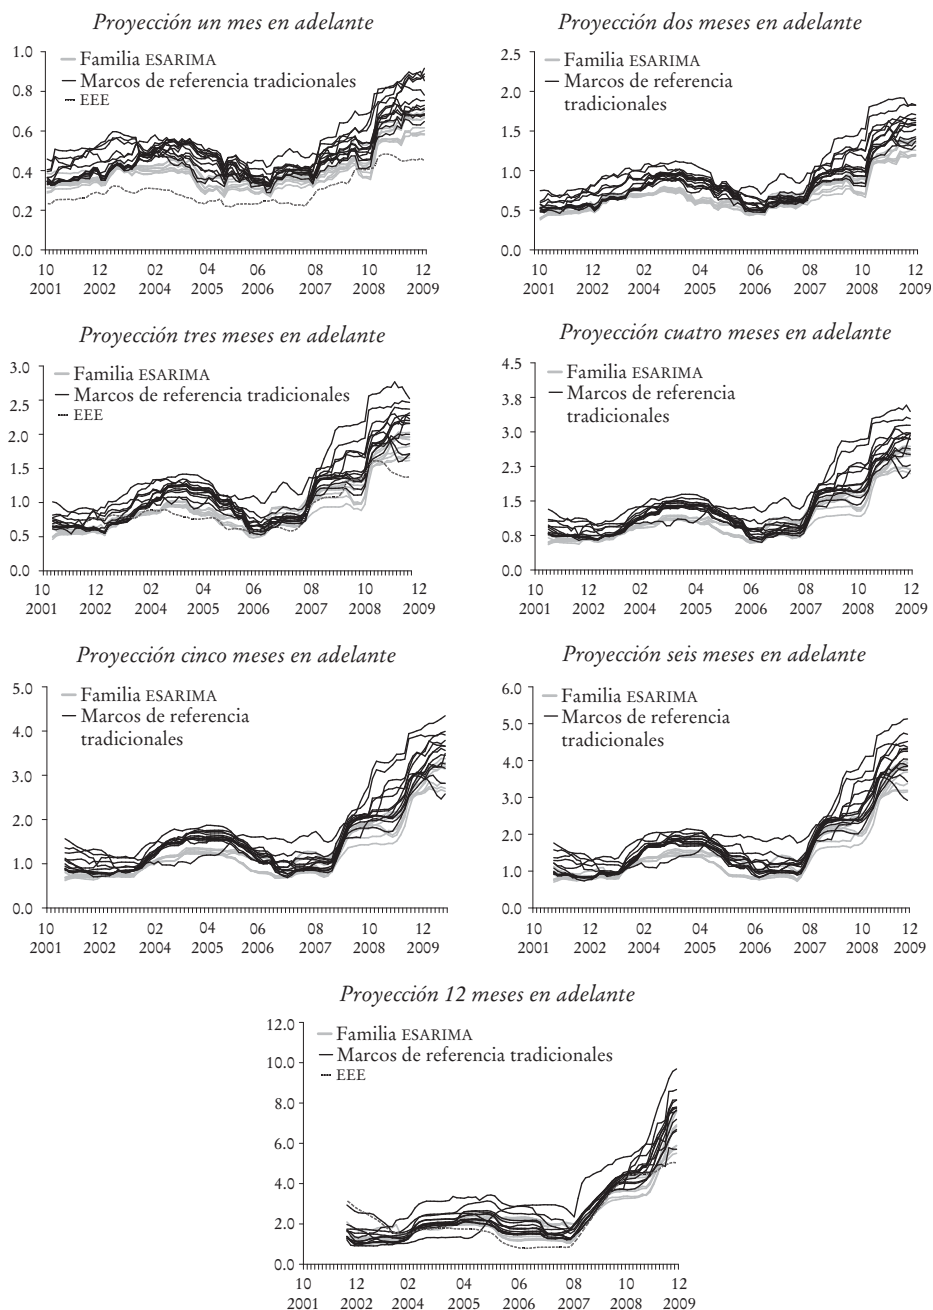 Proyección un mes en adelante
1.0
0.8
0.6
0.4
0.2
0.0
Familia ESARIMA
Marcos de referencia tradicionales
EEE
10 12 02 04 06 08 10 12
2001 2002 2004 2005 2006 2007 2008 2009
Proyección dos meses en adelante
2.5
2.0
1.5
1.0
0.5
0.0
Familia ESARIMA
Marcos de referencia
tradicionales
10 12 02 04 06 08 10 12
2001 2002 2004 2005 2006 2007 2008 2009
Proyección tres meses en adelante
3.0
2.5
2.0
1.5
1.0
0.5
0.0
Familia ESARIMA
Marcos de referencia tradicionales
EEE
10 12 02 04 06 08 10 12
2001 2002 2004 2005 2006 2007 2008 2009
Proyección cuatro meses en adelante
4.5
3.8
3.0
2.3
1.5
0.8
0.0
Familia ESARIMA
Marcos de referencia
tradicionales
10 12 02 04 06 08 10 12
2001 2002 2004 2005 2006 2007 2008 2009
Proyección cinco meses en adelante
5.0
4.0
3.0
2.0
1.0
0.0
Familia ESARIMA
Marcos de referencia
tradicionales
10 12 02 04 06 08 10 12
2001 2002 2004 2005 2006 2007 2008 2009
Proyección seis meses en adelante
6.0
5.0
4.0
3.0
2.0
1.0
0.0
Familia ESARIMA
Marcos de referencia
tradicionales
10 12 02 04 06 08 10 12
2001 2002 2004 2005 2006 2007 2008 2009
Proyección 12 meses en adelante
12.0
10.0
8.0
6.0
4.0
2.0
0.0
Familia ESARIMA
Marcos de referencia tradicionales
EEE
10 12 02 04 06 08 10 12
2001 2002 2004 2005 2006 2007 2008 2009